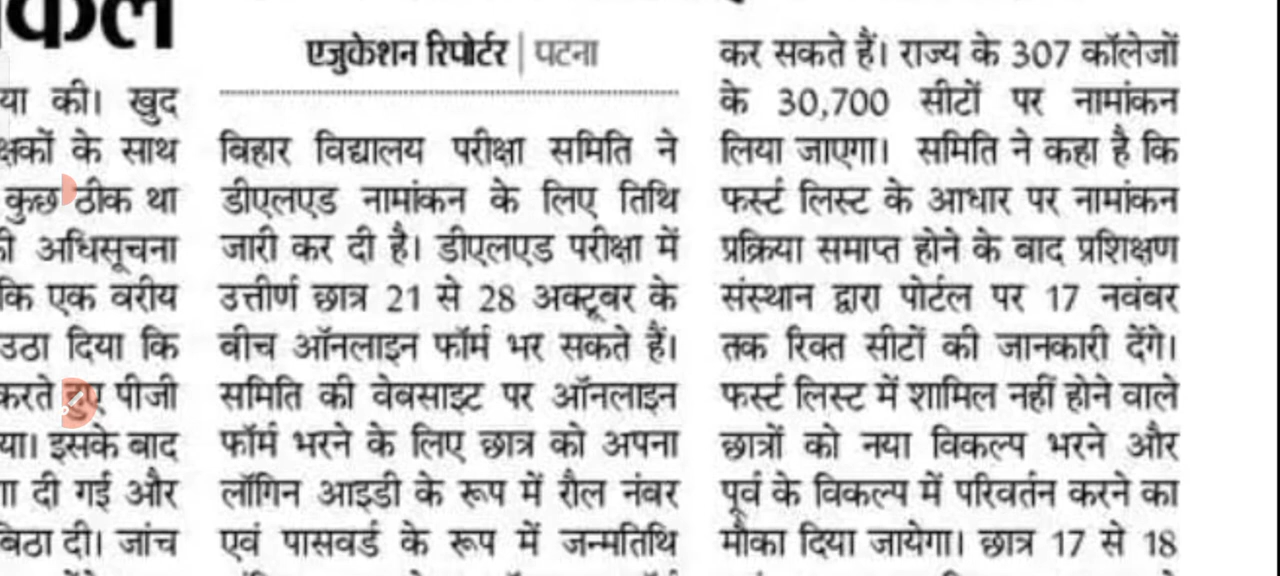 या की। खुद
क्षकों के साथ
कुछ ठीक था
अधिसूचना
कि एक वरीय
उठा दिया कि
करते हुए पीजी
या। इसके बाद
दी गई और
बिठा दी। जांच
एजुकेशन रिपोर्टर | पटना
बिहार विद्यालय परीक्षा समिति ने
डीएलएड नामांकन के लिए तिथि
जारी कर दी है। डीएलएड परीक्षा में
उत्तीर्ण छात्र 21 से 28 अक्टूबर के
बीच ऑनलाइन फॉर्म भर सकते हैं।
समिति की वेबसाइट पर ऑनलाइन
फॉर्म भरने के लिए छात्र को अपना
लॉगिन आइडी के रूप में रौल नंबर
एवं पासवर्ड के रूप में जन्मतिथि
कर सकते हैं। राज्य के 307 कॉलेजों
के 30,700 सीटों पर नामांकन
लिया जाएगा। समिति ने कहा है कि
फर्स्ट लिस्ट के आधार पर नामांकन
प्रक्रिया समाप्त होने के बाद प्रशिक्षण
संस्थान द्वारा पोर्टल पर 17 नवंबर
तक रिक्त सीटों की जानकारी देंगे।
फर्स्ट लिस्ट में शामिल नहीं होने वाले
छात्रों को नया विकल्प भरने और
पूर्व के विकल्प में परिवर्तन करने का
मौका दिया जायेगा। छात्र 17 से 18